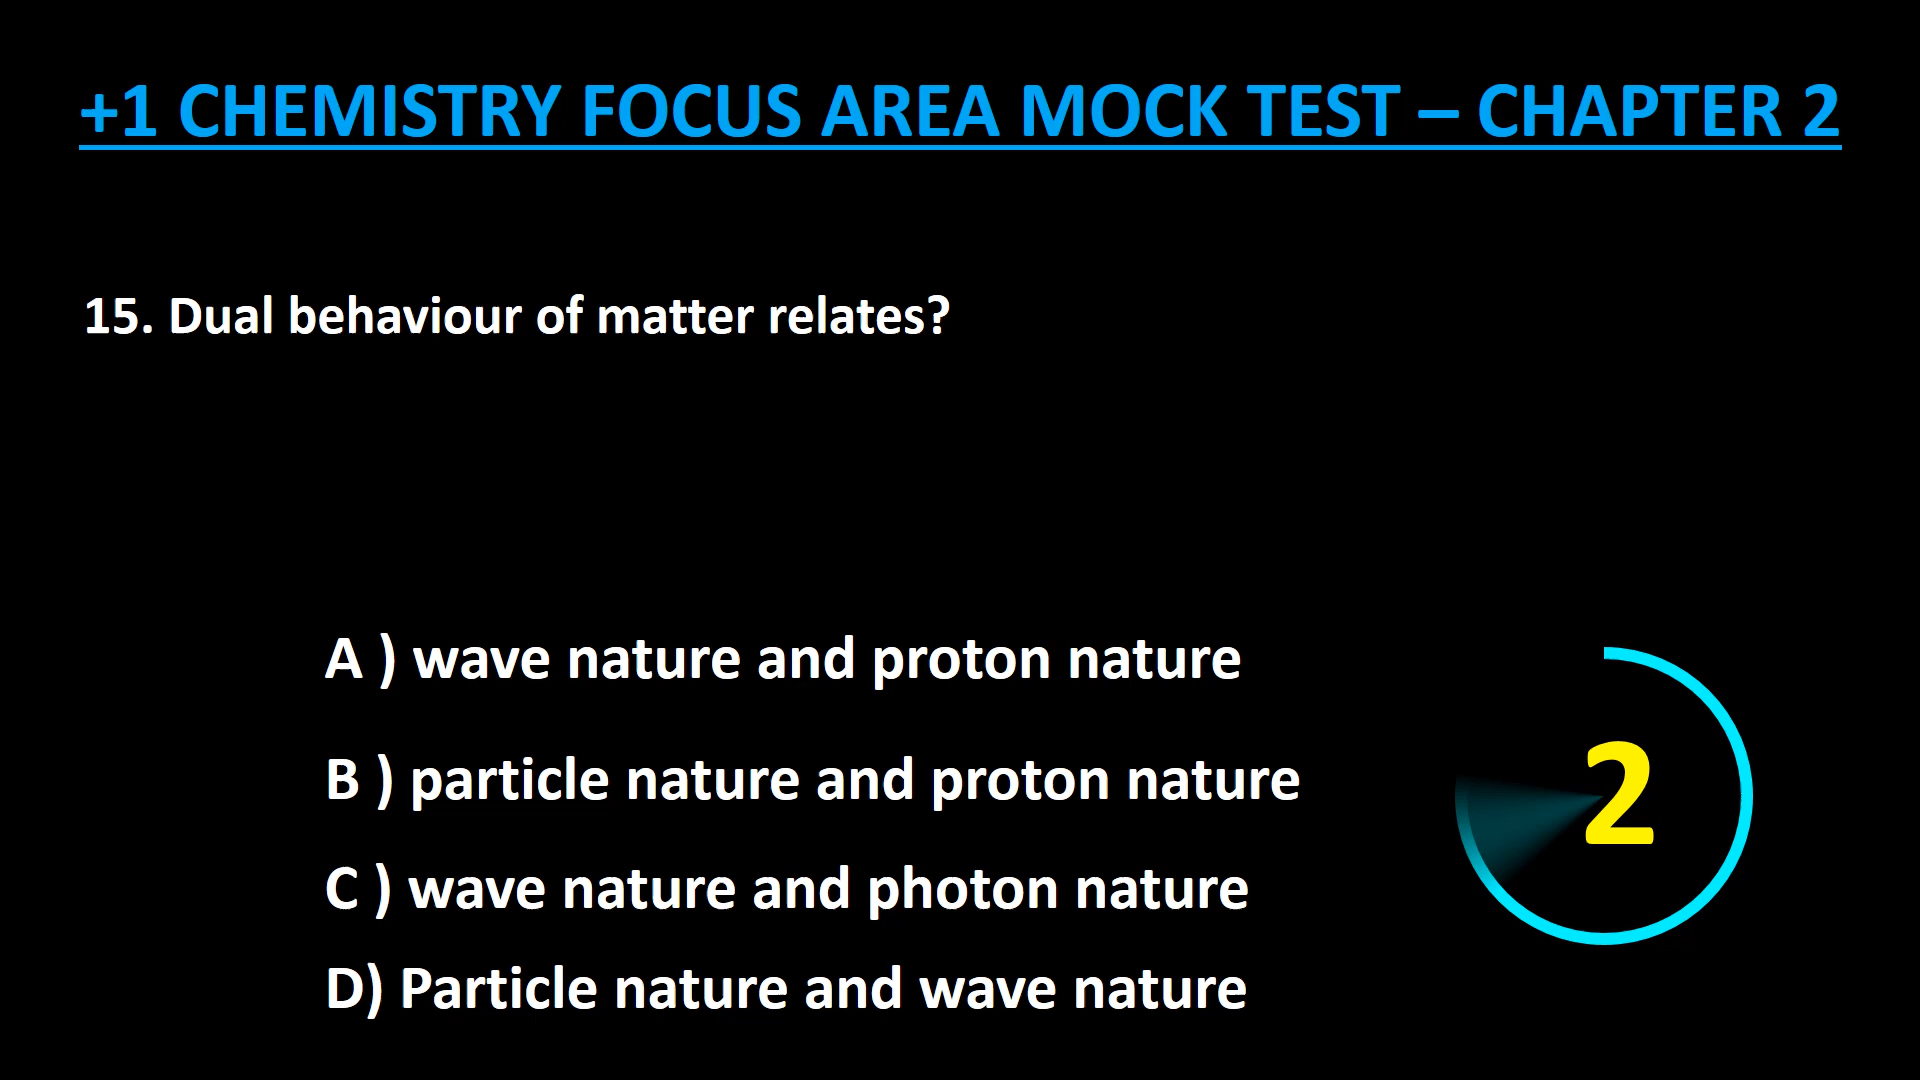 +1 CHEMISTRY FOCUS AREA MOCK TEST – CHAPTER 2
15. Dual behaviour of matter relates?
A ) wave nature and proton nature
B ) particle nature and proton nature
C ) wave nature and photon nature
D) Particle nature and wave nature
2